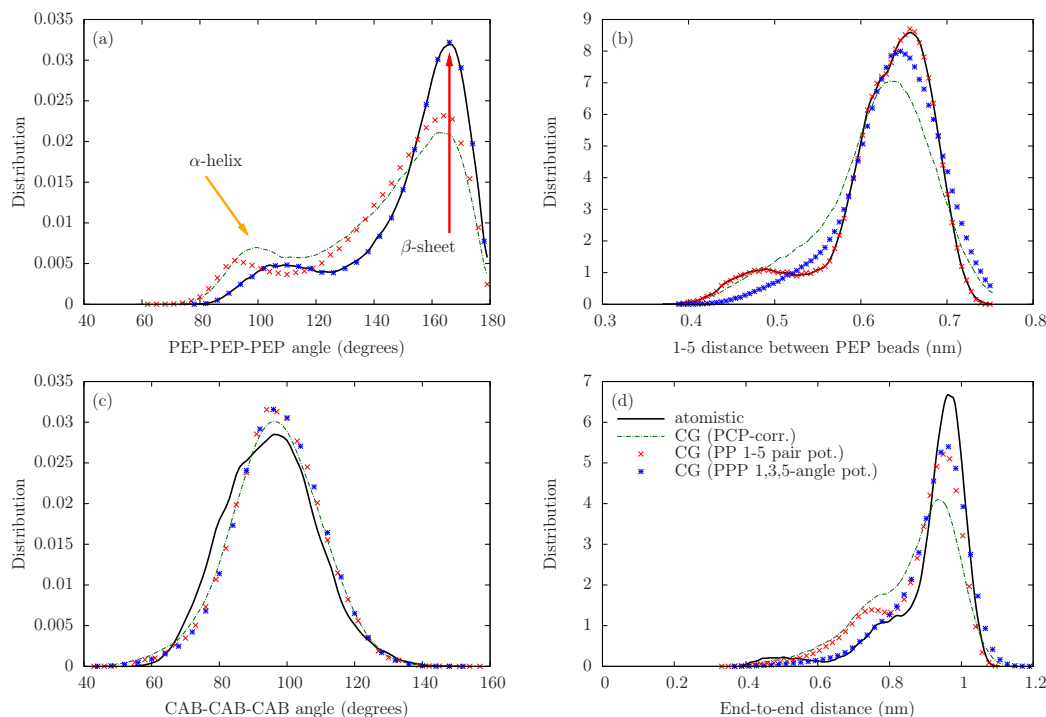 (a)
α-helix
β-sheet
0
0.005
0.01
0.015
0.02
0.025
0.03
0.035
40 60 80 100 120 140 160 180
Distribution
PEP-PEP-PEP angle (degrees)
(b)
0
1
2
3
4
5
6
7
8
9
0.3 0.4 0.5 0.6 0.7 0.8
Distribution
1-5 distance between PEP beads (nm)
(c)
0
0.005
0.01
0.015
0.02
0.025
0.03
0.035
40 60 80 100 120 140 160
Distribution
CAB-CAB-CAB angle (degrees)
(d)
atomistic
CG (PCP-corr.)
CG (PP 1-5 pair pot.)
CG (PPP 1,3,5-angle pot.)
0
1
2
3
4
5
6
7
0 0.2 0.4 0.6 0.8 1 1.2
Distribution
End-to-end distance (nm)